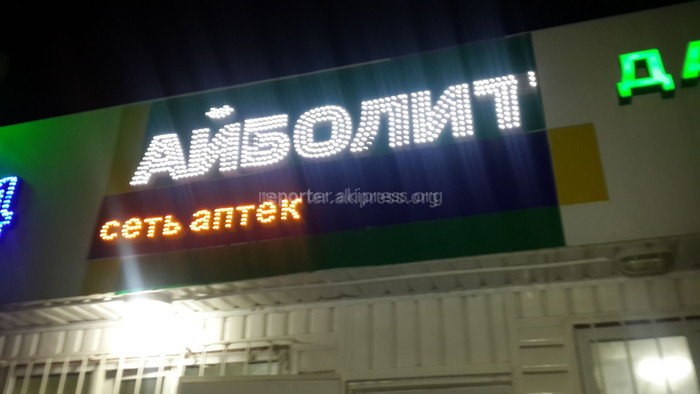 АЙБОЛИТ
сеть аптек
reporter.akipress.org